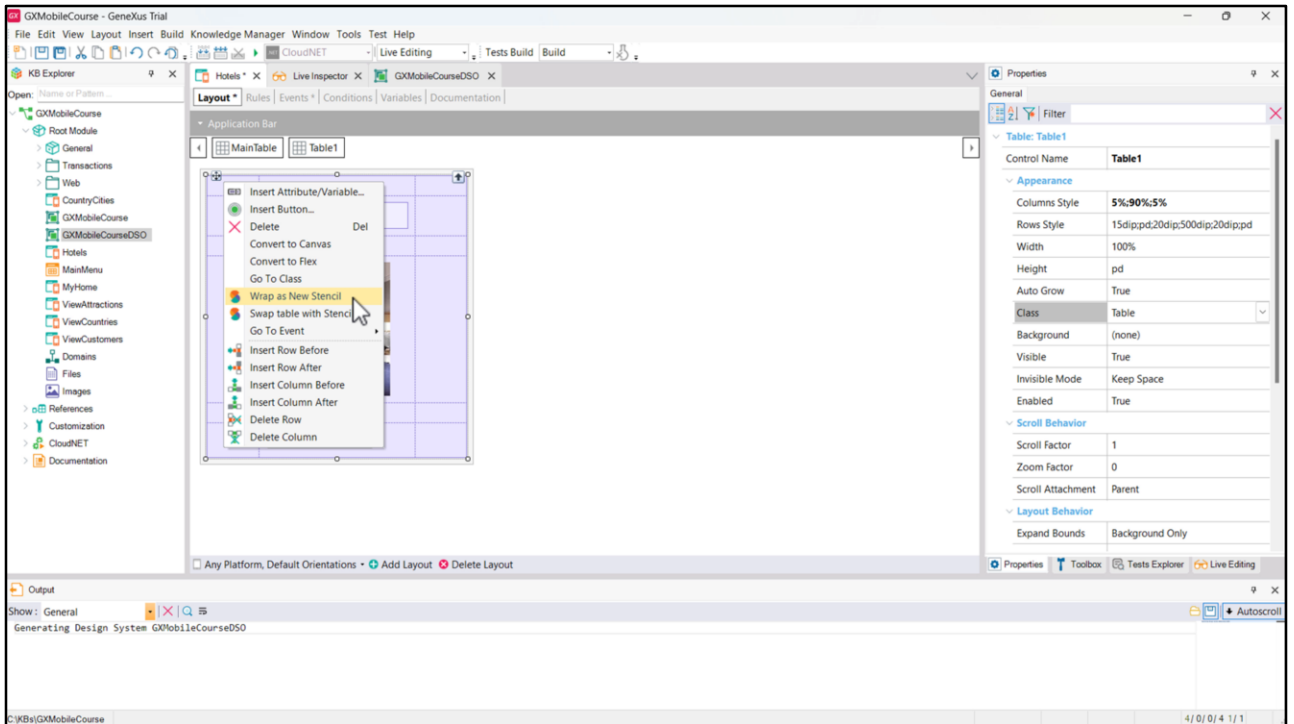 GX GXMobileCourse - GeneXus Trial
File Edit View Layout Insert Build Knowledge Manager Window Tools Test Help
.NET CloudNET Live Editing Tests Build Build
KB Explorer
Open: Name or Pattern...
GXMobileCourse
Root Module
General
Transactions
Web
CountryCities
GXMobileCourse
GXMobileCourseDSO
Hotels
MainMenu
MyHome
ViewAttractions
ViewCountries
ViewCustomers
Domains
Files
Images
References
Customization
CloudNET
Documentation
Hotels * X Live Inspector X GXMobileCourseDSO X
Layout * | Rules | Events * | Conditions | Variables | Documentation |
Application Bar
MainTable Table1
Insert Attribute/Variable...
Insert Button...
Delete Del
Convert to Canvas
Convert to Flex
Go To Class
Wrap as New Stencil
Swap table with Stenci
Go To Event
Insert Row Before
Insert Row After
Insert Column Before
Insert Column After
Delete Row
Delete Column
Any Platform, Default Orientations Add Layout Delete Layout
Properties
General
Filter
Table: Table1
Control Name Table1
Appearance
Columns Style 5%;90%;5%
Rows Style 15dip;pd;20dip;500dip;20dip;pd
Width 100%
Height pd
Auto Grow True
Class Table
Background (none)
Visible True
Invisible Mode Keep Space
Enabled True
Scroll Behavior
Scroll Factor 1
Zoom Factor 0
Scroll Attachment Parent
Layout Behavior
Expand Bounds Background Only
Properties Toolbox Tests Explorer Live Editing
Output
Show: General
Autoscroll
Generating Design System GXMobileCourseDSO
C:\KBs\GXMobileCourse
4/ 0/ 0/ 4 1/ 1